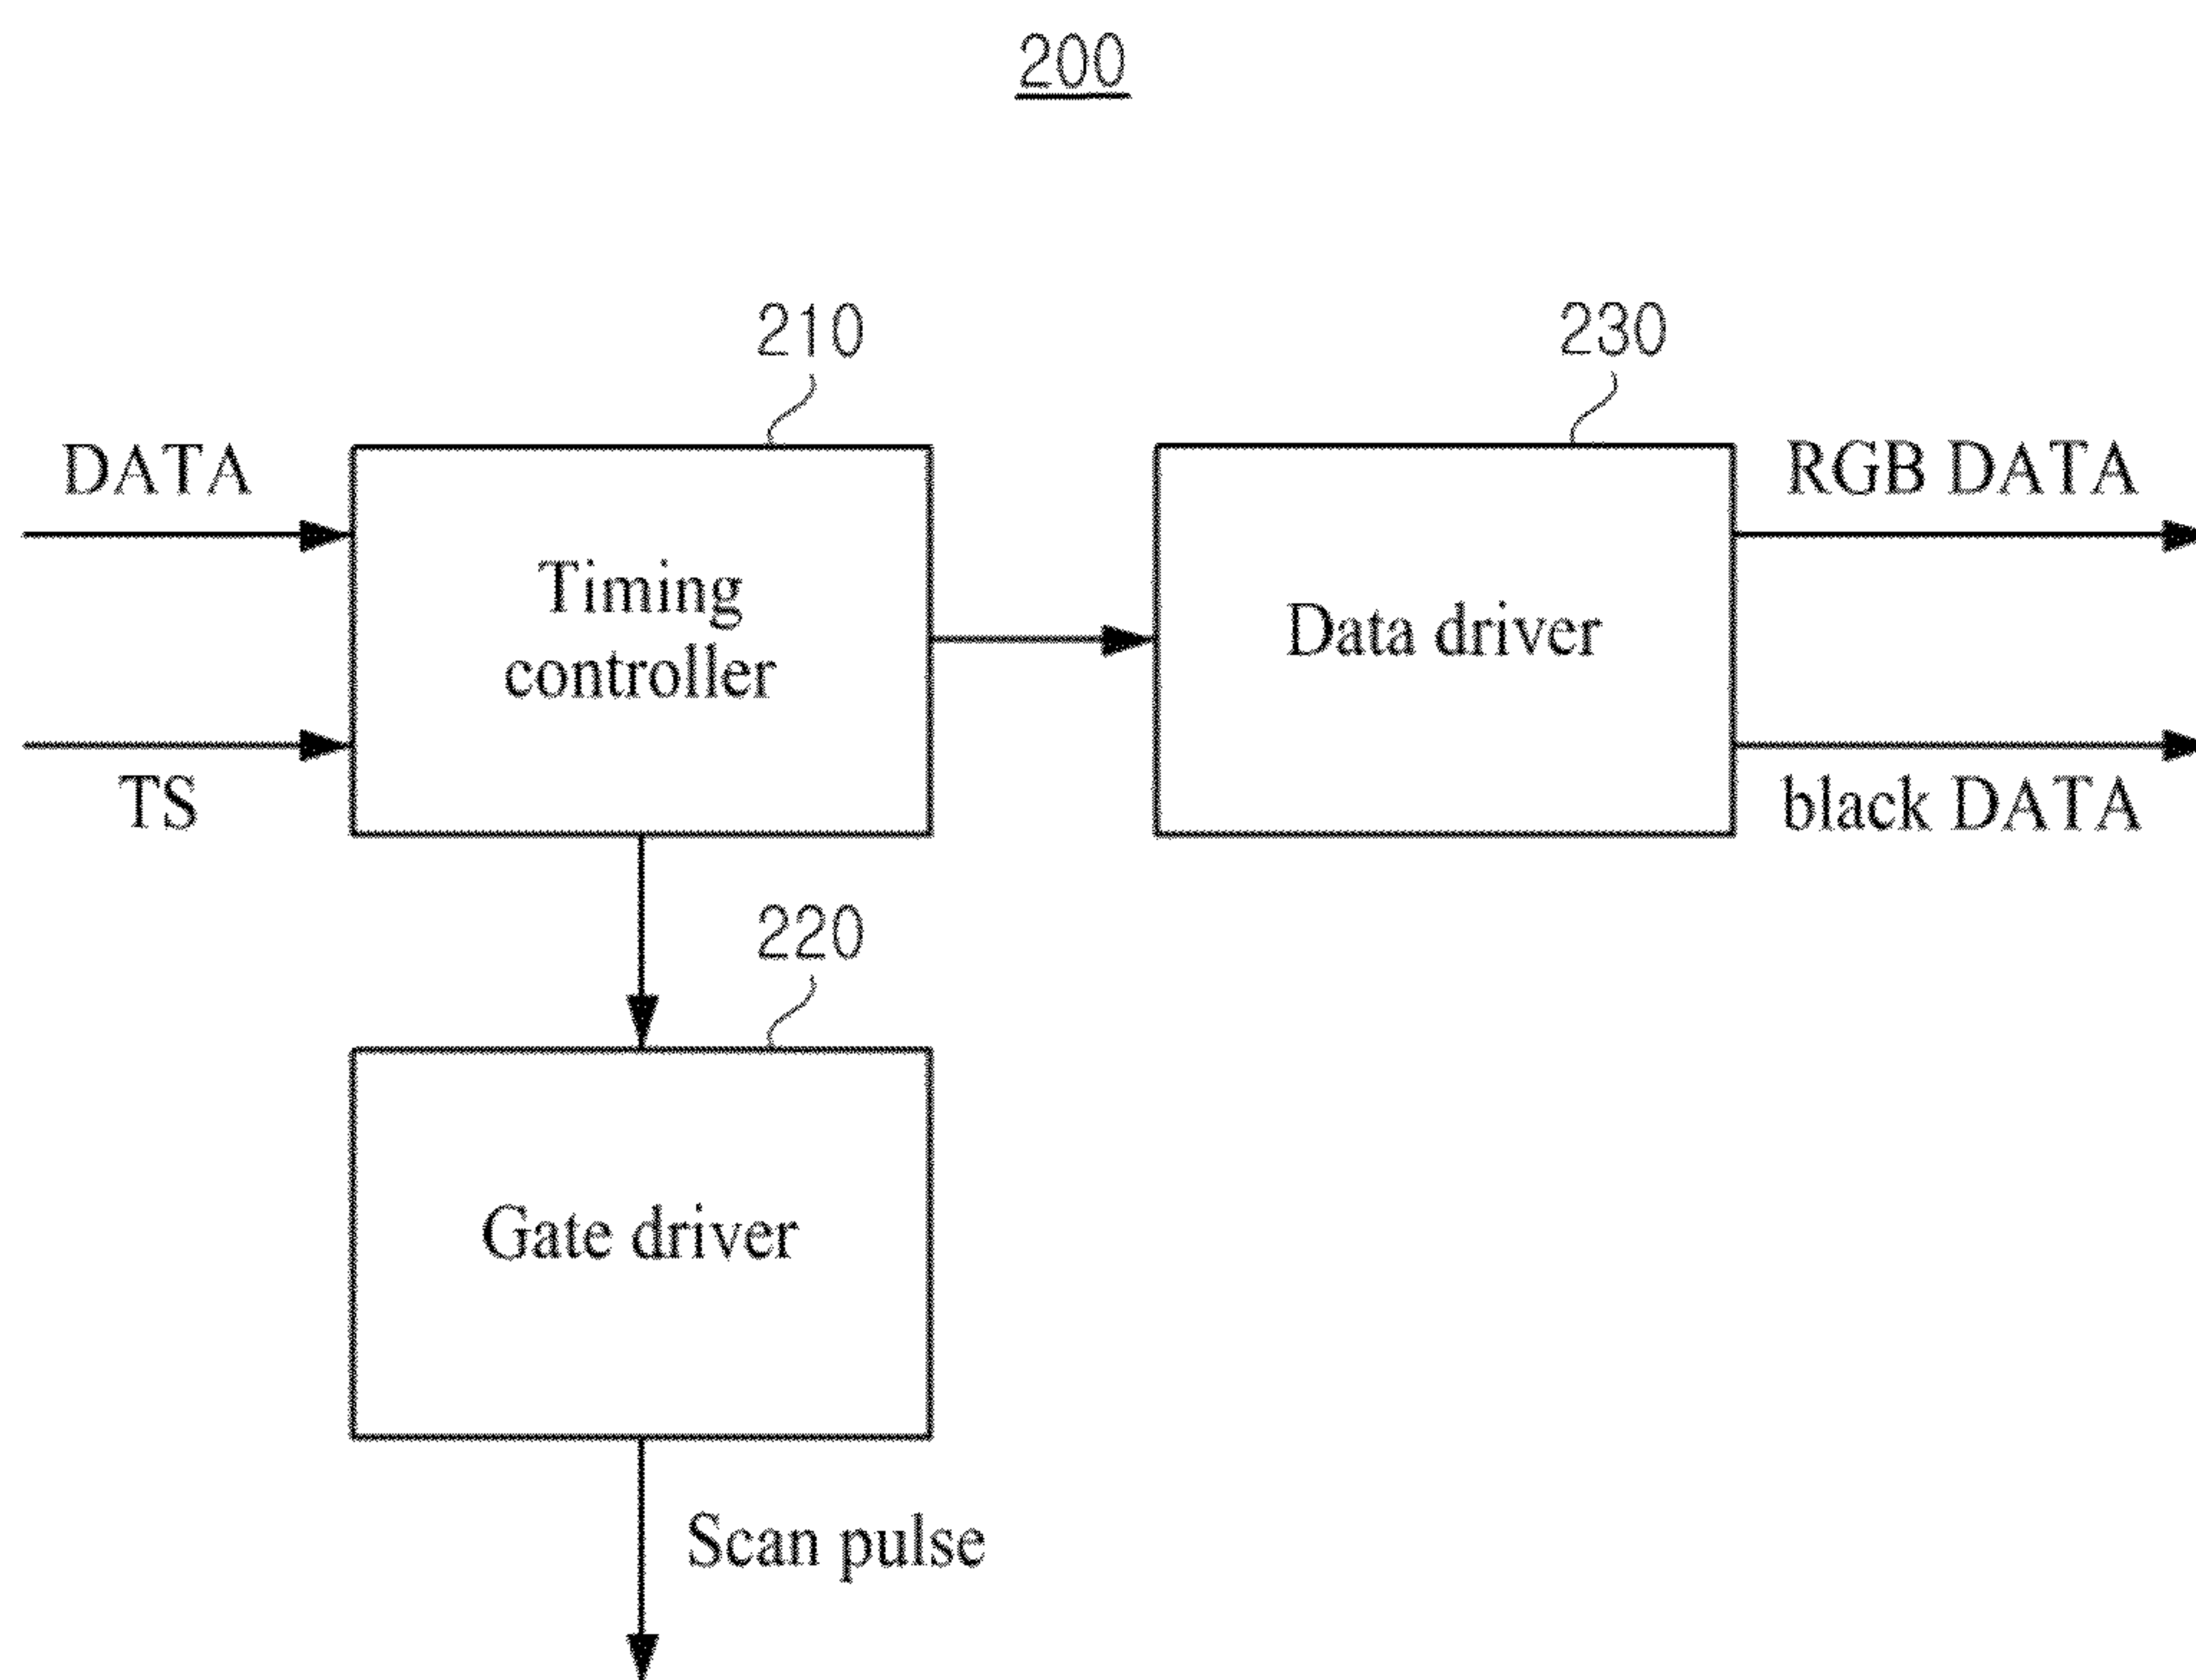 200
210
230
DATA
RGB DATA
Timing
controller
Data driver
TS
black DATA
220
Gate driver
Scan pulse